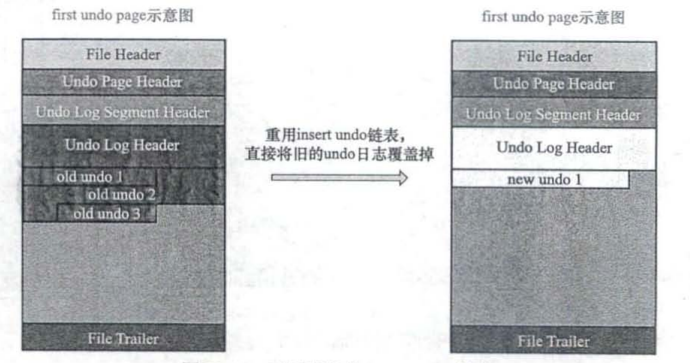 first undo page示意图
File Header
Undo Page Header
Undo Log Segment Header
Undo Log Header
old undo 1
old undo 2
old undo 3
File Trailer
重用insert undo链表，
直接将旧的undo日志覆盖掉
first undo page示意图
File Header
Undo Page Header
Undo Log Segment Header
Undo Log Header
new undo 1
File Trailer